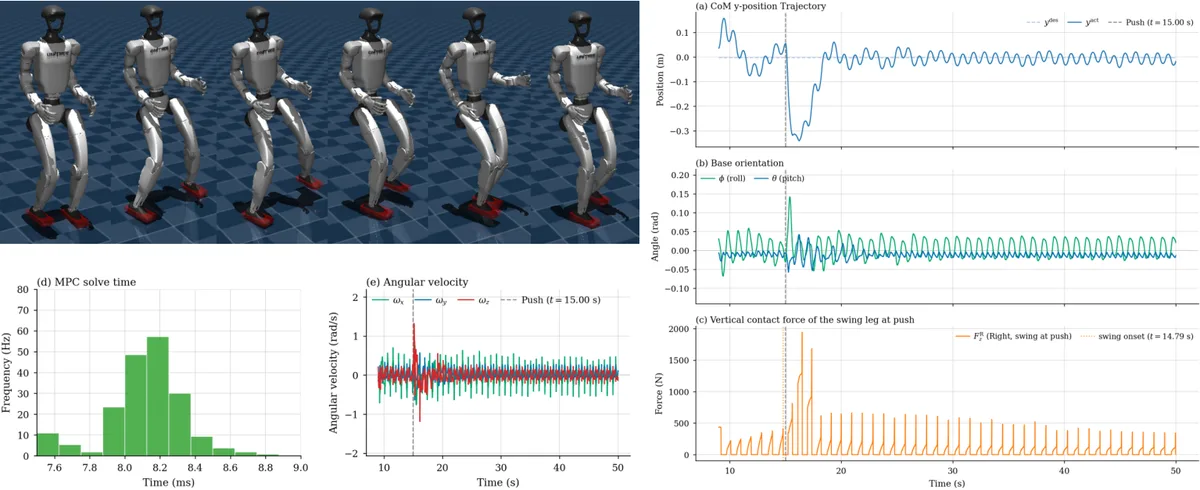 (a) CoM y-position Trajectory
y^des y^act Push (t = 15.00 s)
0.1
0.0
−0.1
−0.2
−0.3
Position (m)
(b) Base orientation
ϕ (roll) θ (pitch)
0.20
0.15
0.10
0.05
0.00
−0.05
−0.10
Angle (rad)
(c) Vertical contact force of the swing leg at push
F_z^R (Right, swing at push) swing onset (t = 14.79 s)
2000
1500
1000
500
0
Force (N)
10 20 30 40 50
Time (s)
(d) MPC solve time
80
70
60
50
40
30
20
10
0
Frequency (Hz)
7.6 7.8 8.0 8.2 8.4 8.6 8.8 9.0
Time (ms)
(e) Angular velocity
ω_x ω_y ω_z Push (t = 15.00 s)
2
1
0
−1
−2
Angular velocity (rad/s)
10 20 30 40 50
Time (s)